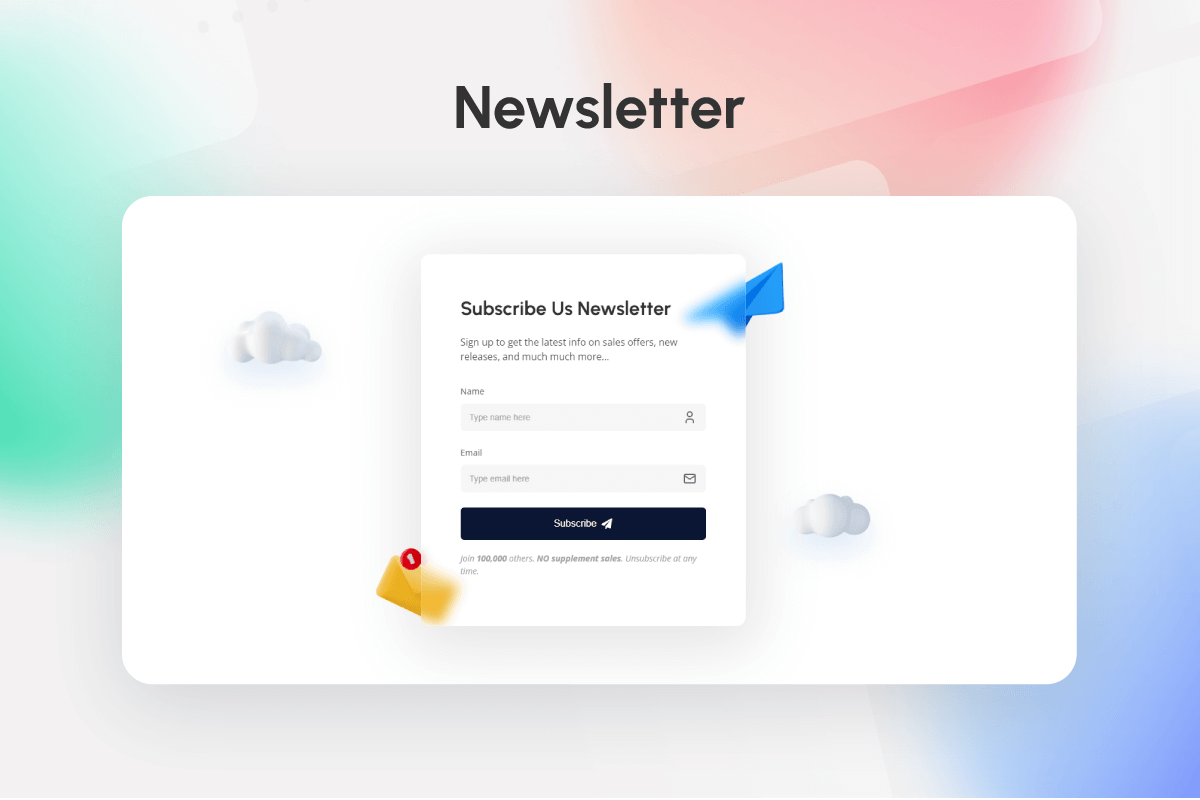 Newsletter
Subscribe Us Newsletter
Sign up to get the latest info on sales offers, new
releases, and much much more...
Name
Type name here
Email
Type email here
Subscribe
Join 100,000 others. NO supplement sales. Unsubscribe at any
time.